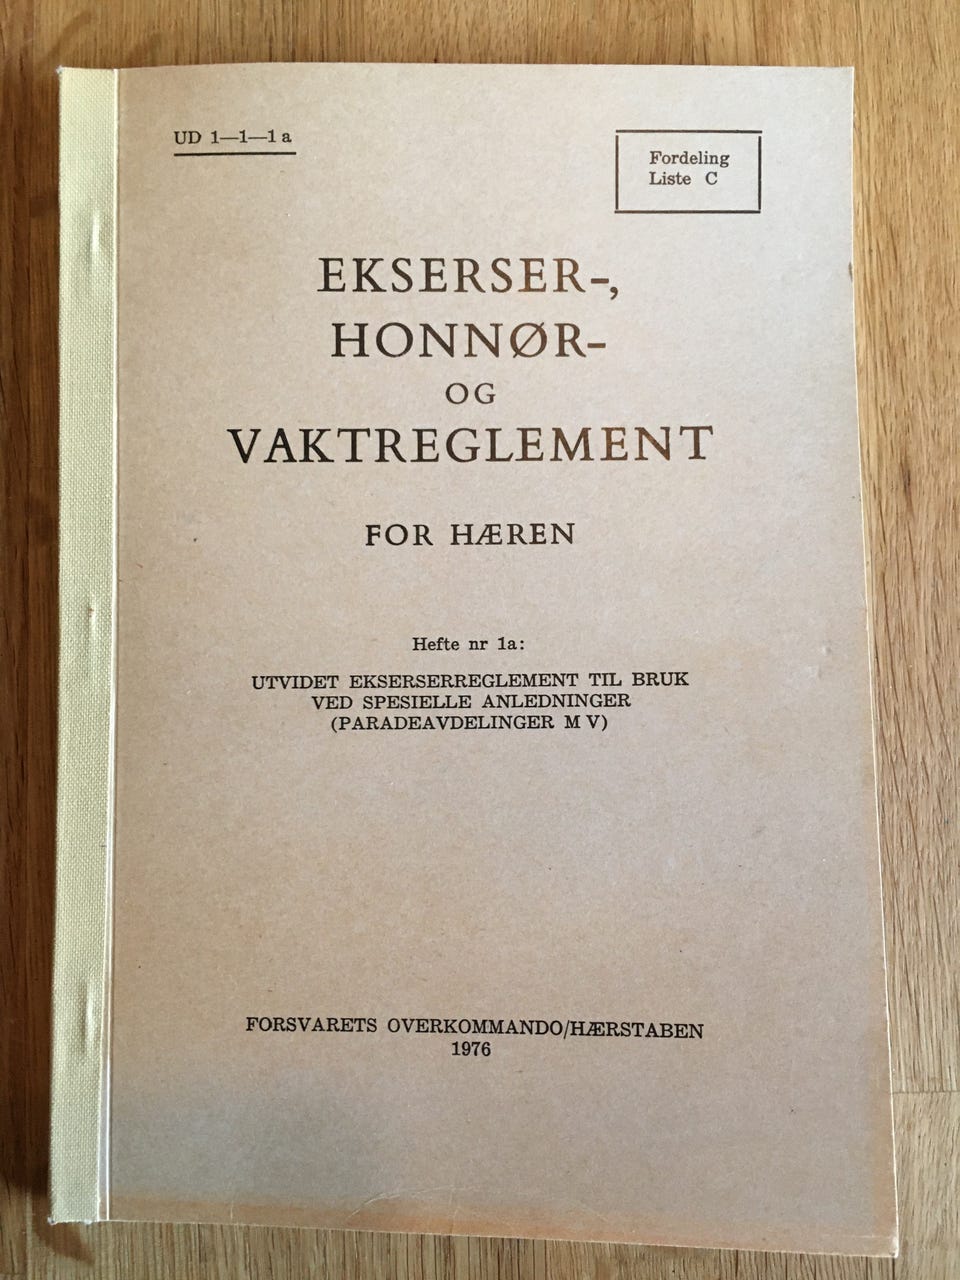 UD 1—1—1 a
Fordeling
Liste C
EKSERSER-,
HONNØR-
OG
VAKTREGLEMENT
FOR HÆREN
Hefte nr 1a:
UTVIDET EKSERSERREGLEMENT TIL BRUK
VED SPESIELLE ANLEDNINGER
(PARADEAVDELINGER M V)
FORSVARETS OVERKOMMANDO/HÆRSTABEN
1976